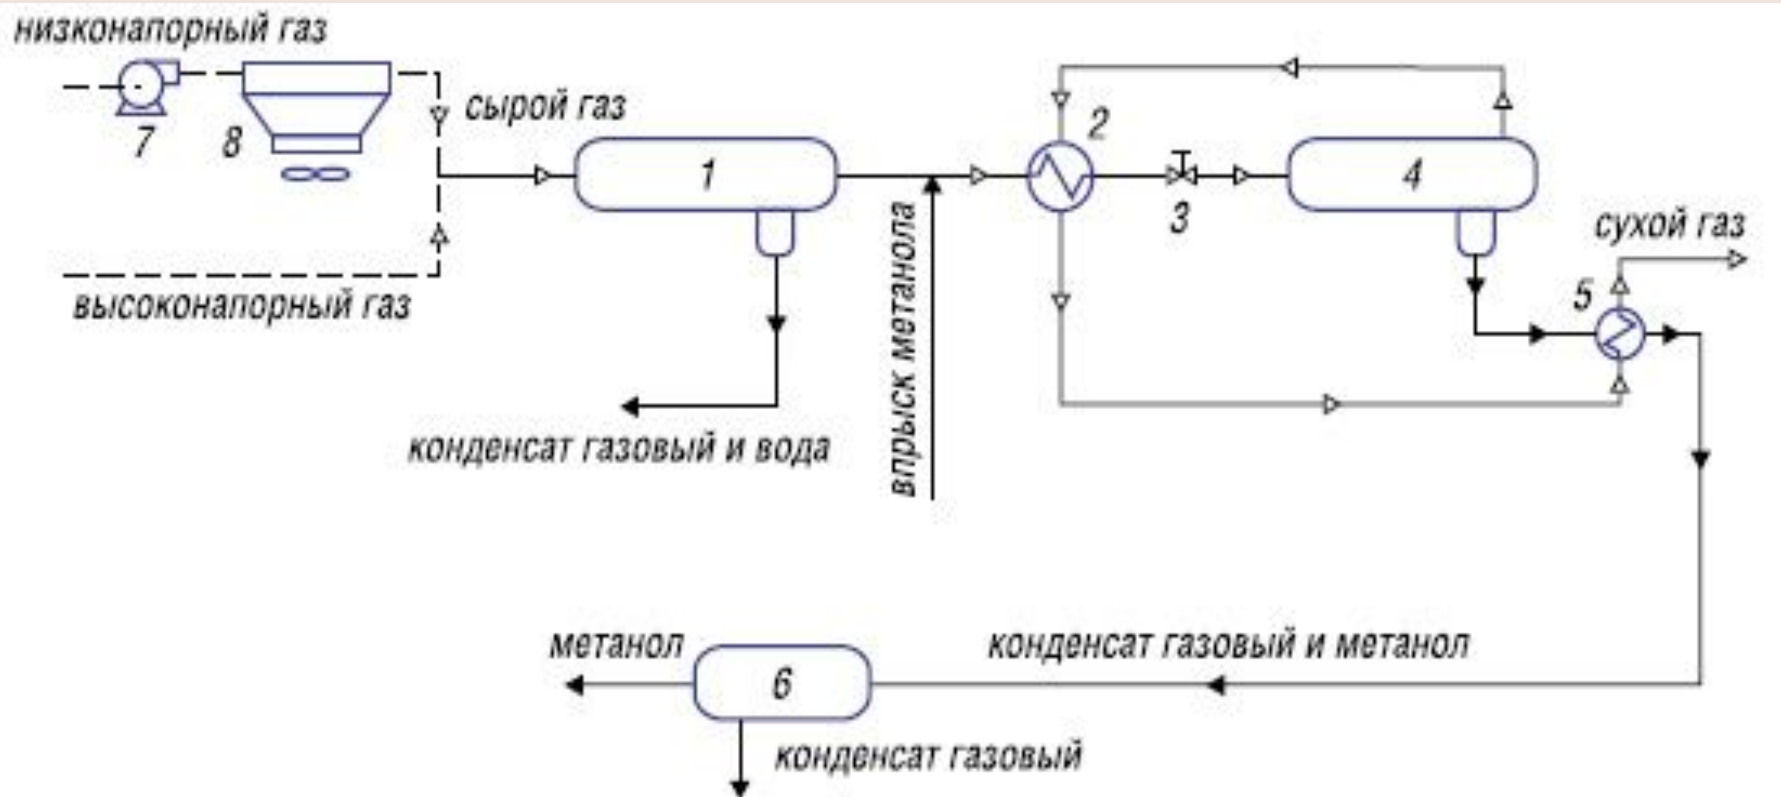 низконапорный газ
7
8
сырой газ
высоконапорный газ
1
конденсат газовый и вода
впрыск метанола
2
3
4
5
сухой газ
метанол
6
конденсат газовый и метанол
конденсат газовый